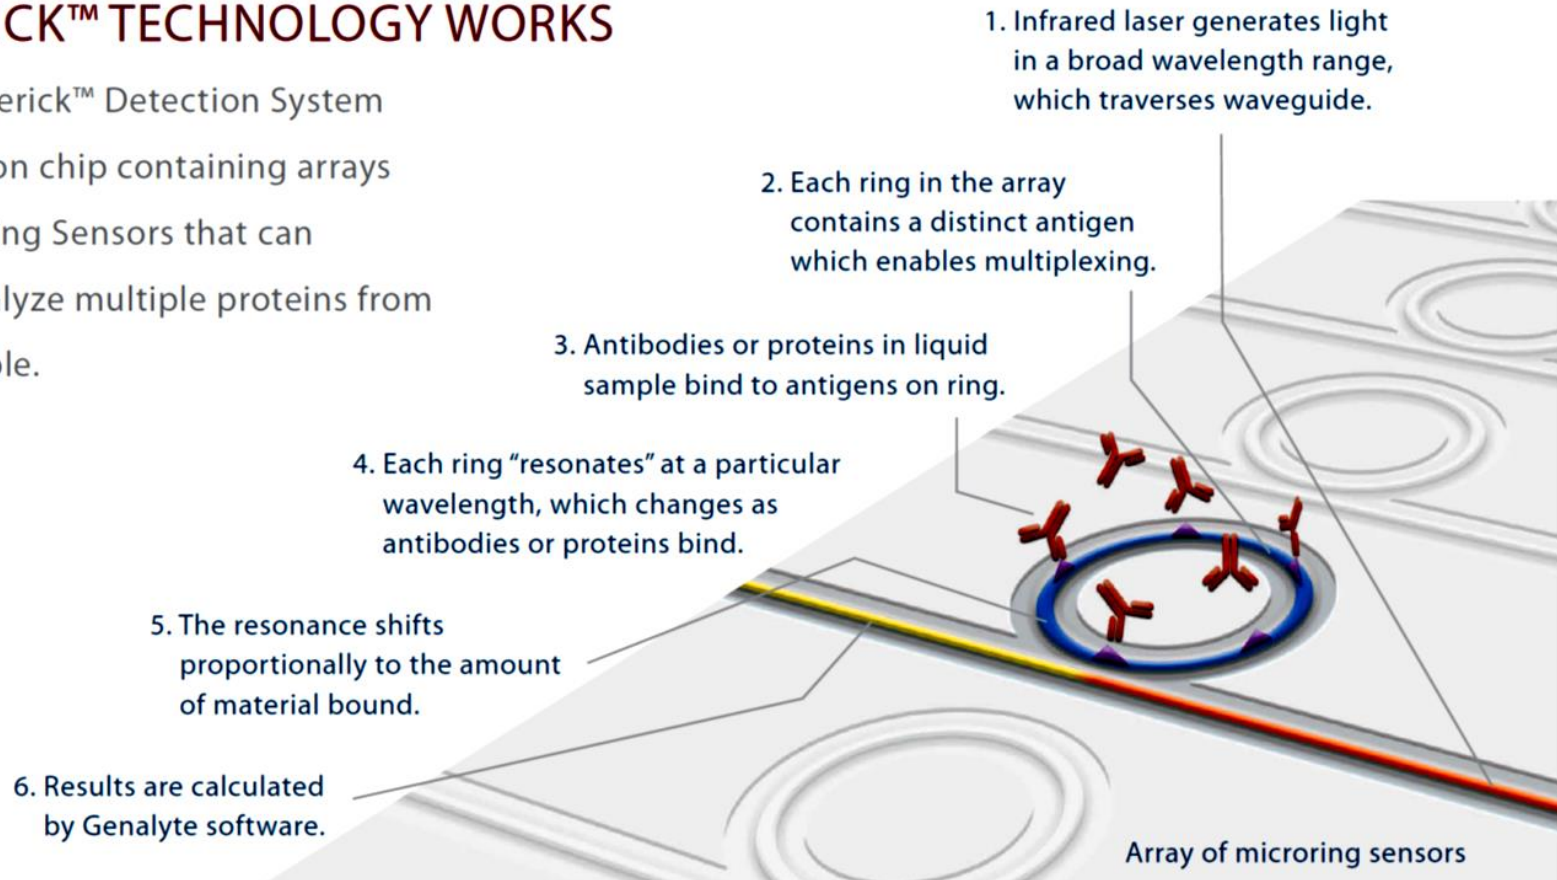 CK™ TECHNOLOGY WORKS
erick™ Detection System
on chip containing arrays
ng Sensors that can
lyze multiple proteins from
le.
1. Infrared laser generates light
in a broad wavelength range,
which traverses waveguide.
2. Each ring in the array
contains a distinct antigen
which enables multiplexing.
3. Antibodies or proteins in liquid
sample bind to antigens on ring.
4. Each ring “resonates” at a particular
wavelength, which changes as
antibodies or proteins bind.
5. The resonance shifts
proportionally to the amount
of material bound.
6. Results are calculated
by Genalyte software.
Array of microring sensors